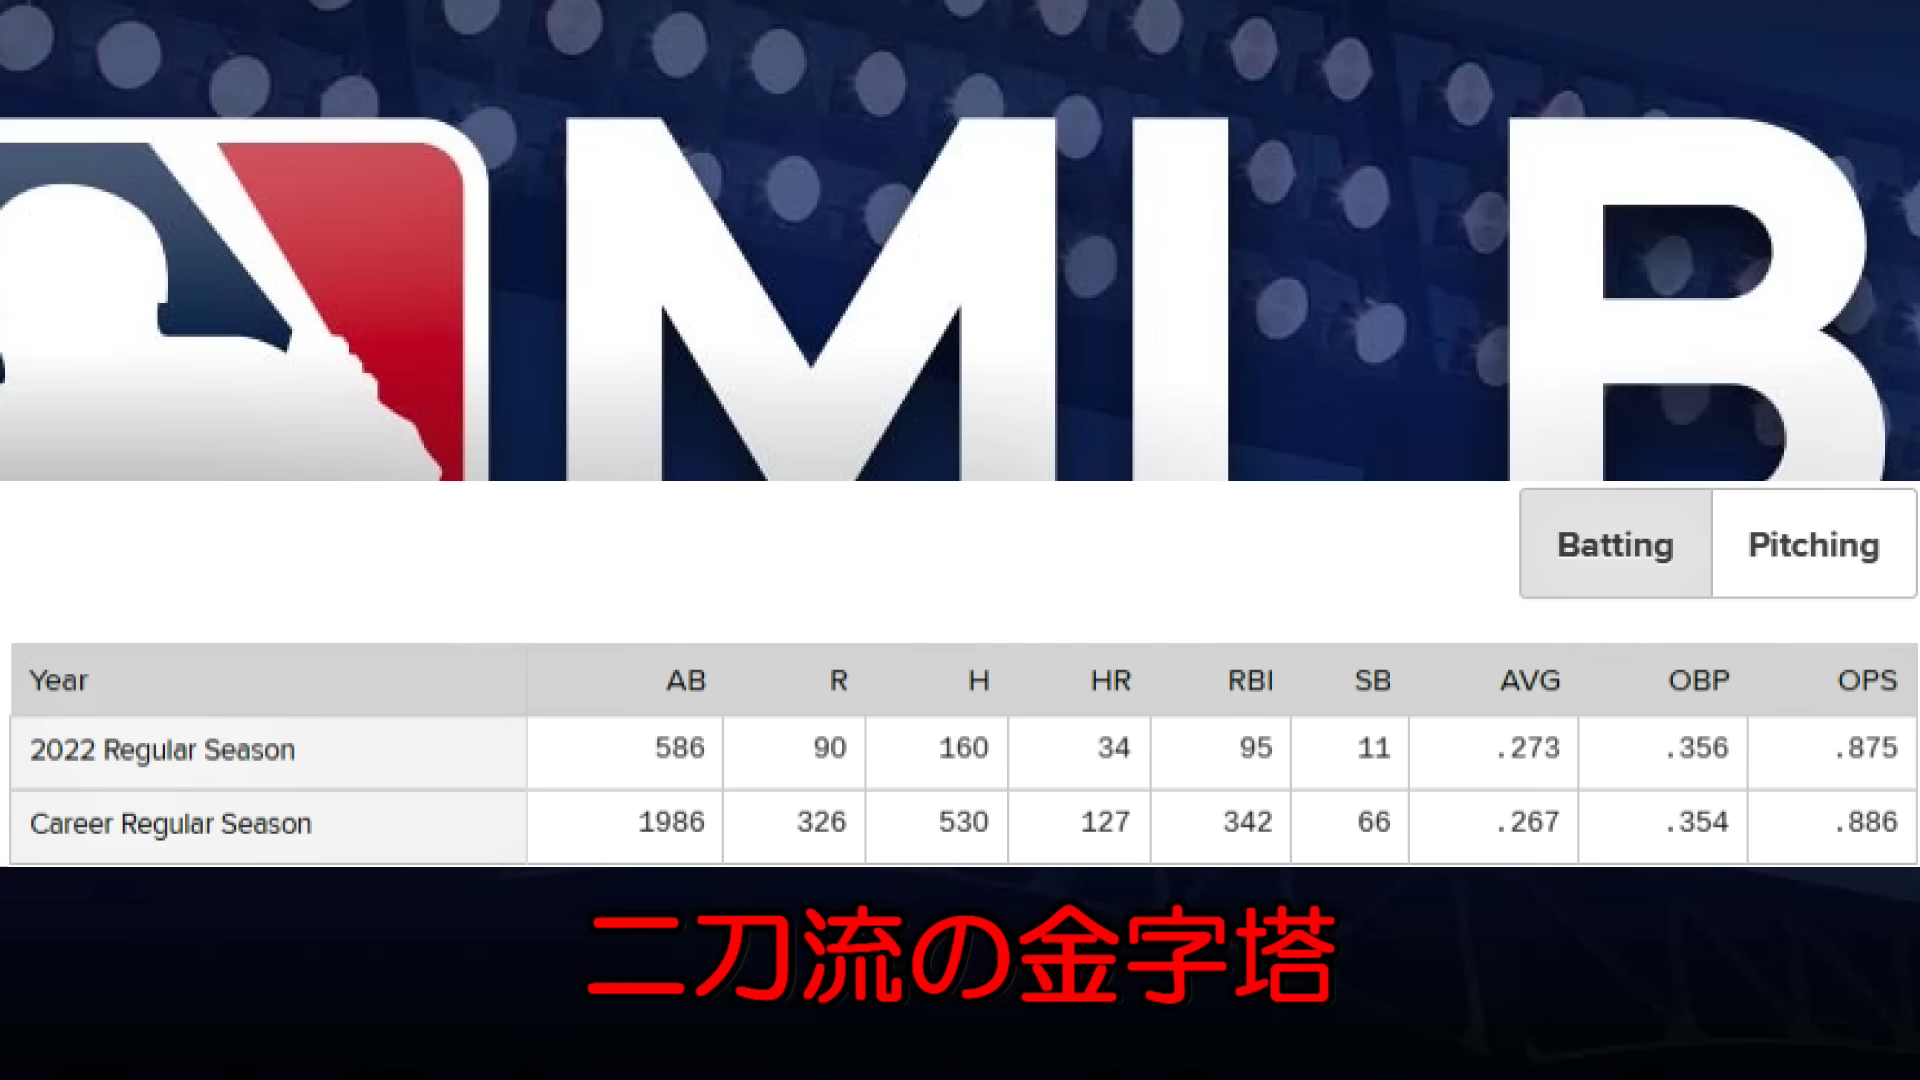 MLB
Batting Pitching
Year AB R H HR RBI SB AVG OBP OPS
2022 Regular Season 586 90 160 34 95 11 .273 .356 .875
Career Regular Season 1986 326 530 127 342 66 .267 .354 .886
二刀流の金字塔